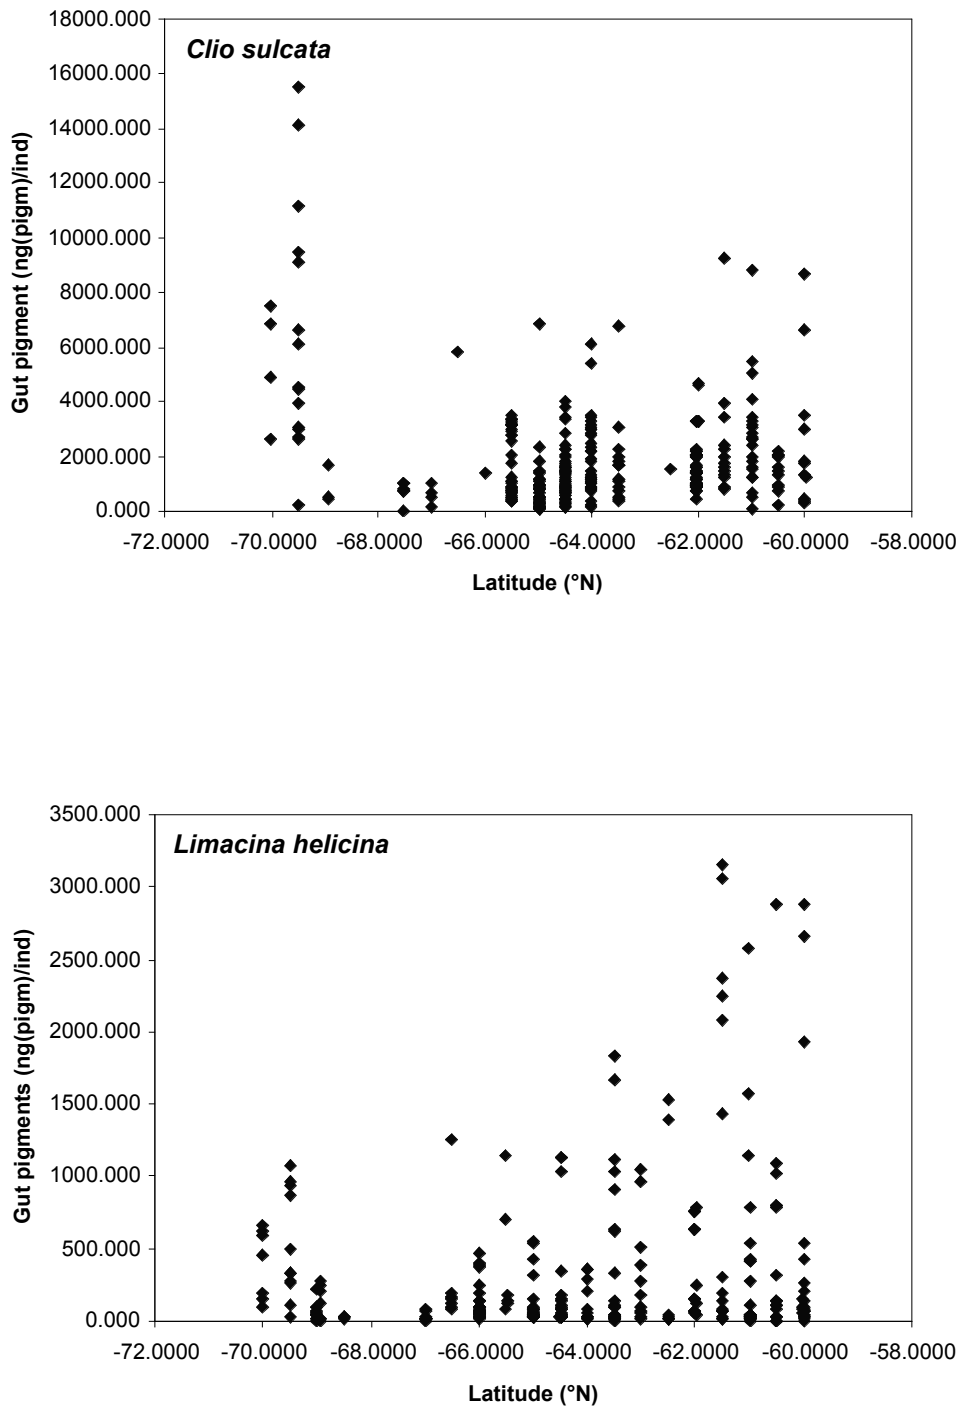 18000.000
Clio sulcata
16000.000
14000.000
12000.000
10000.000
8000.000
6000.000
4000.000
2000.000
0.000
Gut pigment (ng(pigm)/ind)
-72.0000 -70.0000 -68.0000 -66.0000 -64.0000 -62.0000 -60.0000 -58.0000
Latitude (°N)
3500.000
Limacina helicina
3000.000
2500.000
2000.000
1500.000
1000.000
500.000
0.000
Gut pigments (ng(pigm)/ind)
-72.0000 -70.0000 -68.0000 -66.0000 -64.0000 -62.0000 -60.0000 -58.0000
Latitude (°N)